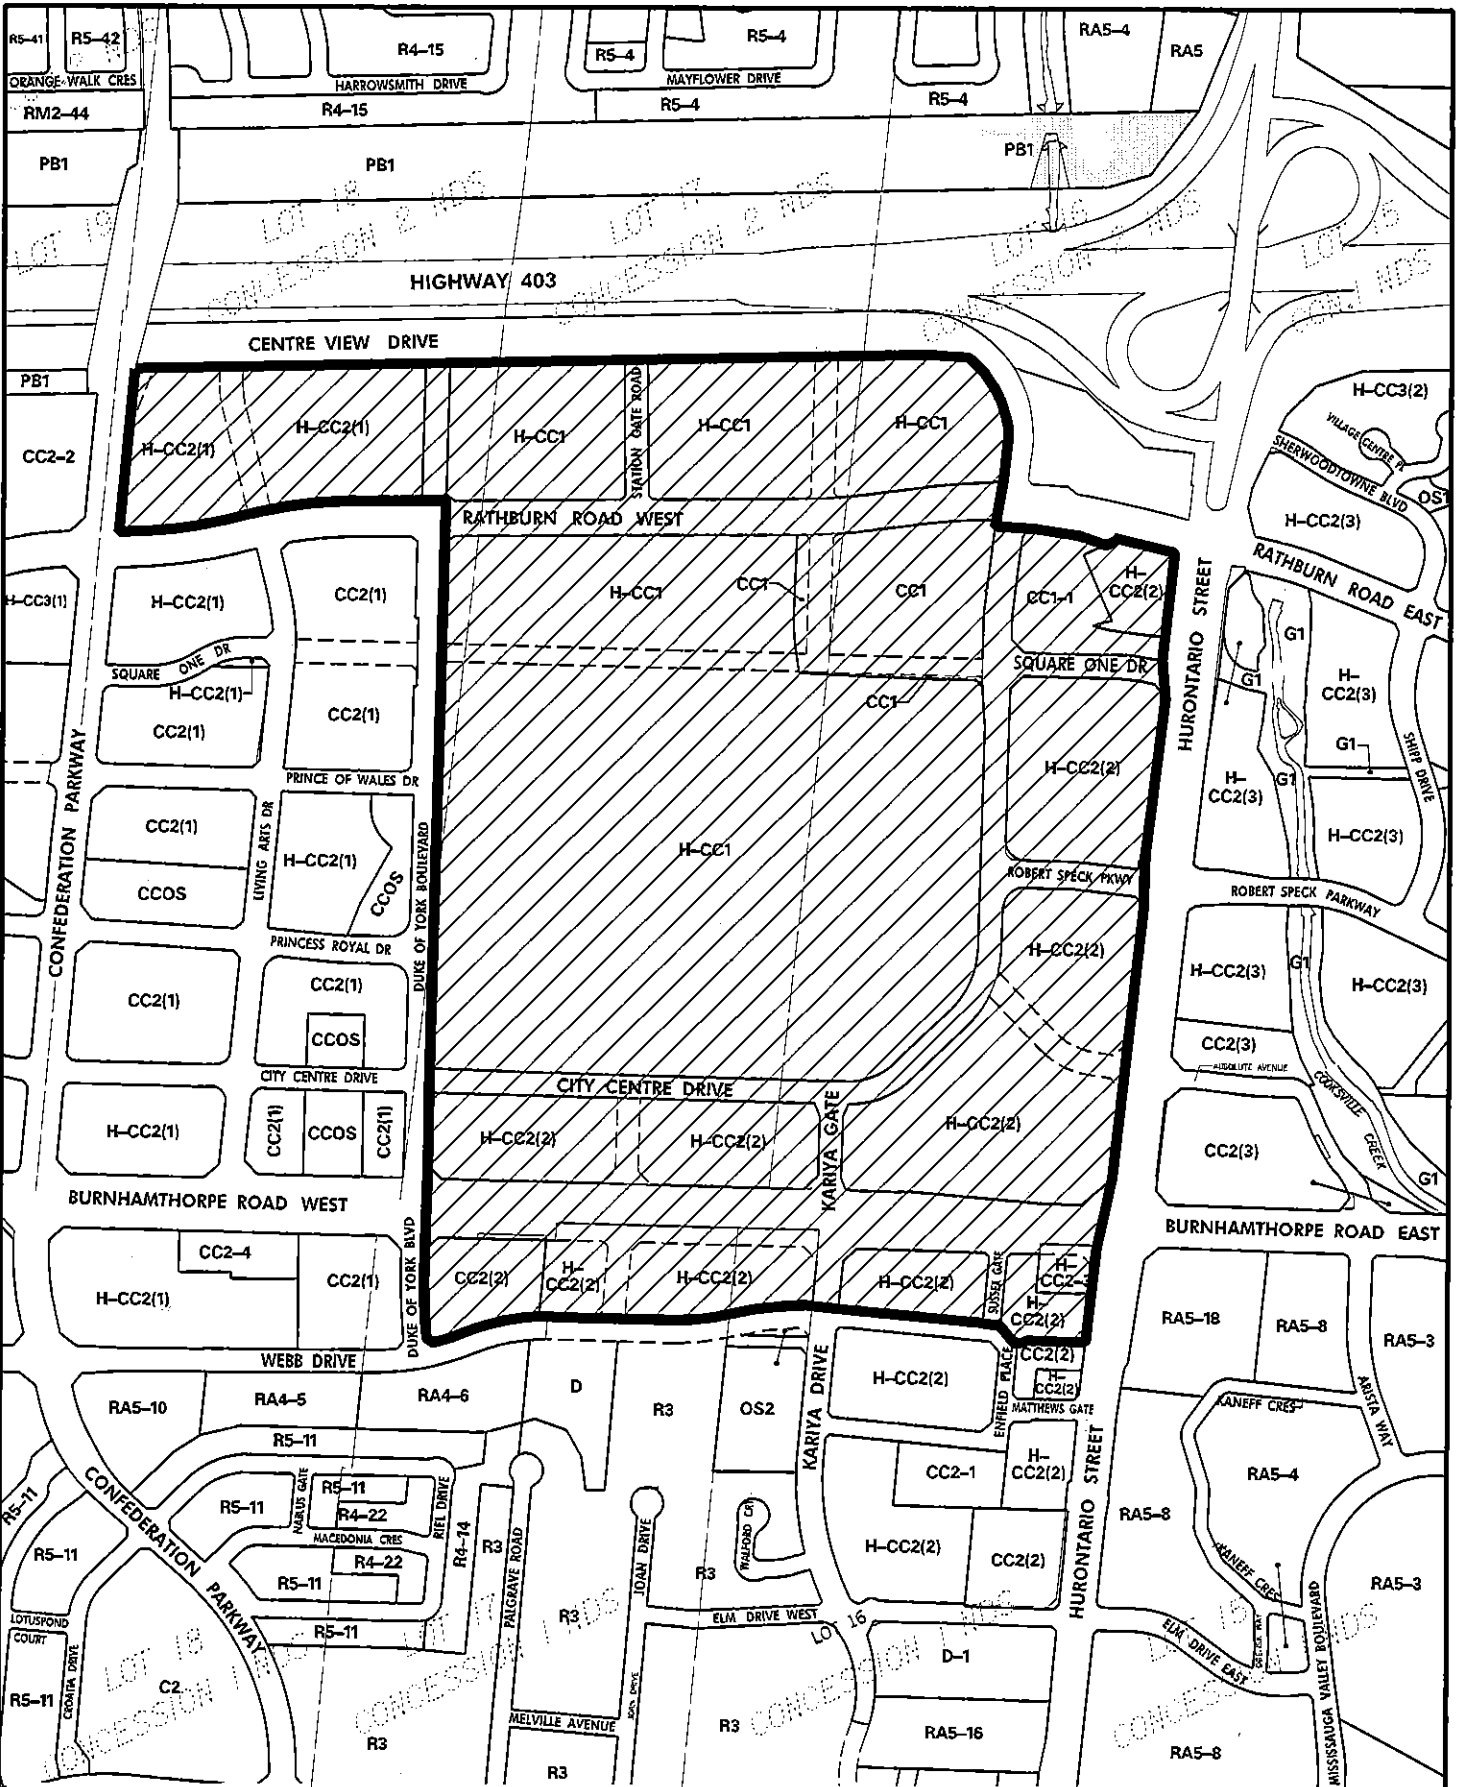 R5-41
R5-42
R4-15
R5-4
R5-4
RA5-4
RA5
ORANGE WALK CRES
HARROWSMITH DRIVE
MAYFLOWER DRIVE
RM2-44
R4-15
R5-4
R5-4
PB1
PB1
PB1
LOT 19
LOT 18
CONCESSION 2 NDS
LOT 17
CONCESSION 2 NDS
LOT 16
CONCESSION 2 NDS
LOT 15
CON.1 NDS
HIGHWAY 403
CENTRE VIEW DRIVE
PB1
CC2-2
H-CC2(1)
H-CC2(1)
H-CC1
STATION GATE ROAD
H-CC1
H-CC1
H-CC3(2)
VILLAGE CENTRE PL
SHERWOODTOWNE BLVD
OS1
H-CC2(3)
RATHBURN ROAD WEST
RATHBURN ROAD EAST
H-CC3(1)
H-CC2(1)
CC2(1)
H-CC1
CC1
CC1
CC1-1
H-
CC2(2)
HURONTARIO STREET
G1
SQUARE ONE DR
H-CC2(1)
CC2(1)
CC2(1)
SQUARE ONE DR
CC1
G1
H-
CC2(3)
G1
SHIPP DRIVE
CONFEDERATION PARKWAY
PRINCE OF WALES DR
H-CC2(2)
H-
CC2(3)
G1
H-CC2(3)
CC2(1)
LIVING ARTS DR
H-CC2(1)
CCOS
DUKE OF YORK BOULEVARD
H-CC1
CCOS
ROBERT SPECK PKWY
ROBERT SPECK PARKWAY
PRINCESS ROYAL DR
H-CC2(2)
H-CC2(3)
G1
H-CC2(3)
CC2(1)
CC2(1)
CCOS
CC2(3)
ABSOLUTE AVENUE
CITY CENTRE DRIVE
CITY CENTRE DRIVE
COOKSVILLE CREEK
H-CC2(1)
CC2(1)
CCOS
CC2(1)
H-CC2(2)
H-CC2(2)
KARIYA GATE
H-CC2(2)
CC2(3)
G1
BURNHAMTHORPE ROAD WEST
BURNHAMTHORPE ROAD EAST
H-CC2(1)
CC2-4
CC2(1)
DUKE OF YORK BLVD
CC2(2)
H-
CC2(2)
H-CC2(2)
H-CC2(2)
SUSSEX GATE
H-
H-
CC2(2)
RA5-18
RA5-8
RA5-3
WEBB DRIVE
CC2(2)
H-
CC2(2)
MATTHEWS GATE
ENFIELD PLACE
RA5-10
RA4-5
RA4-6
D
R3
OS2
KARIYA DRIVE
H-CC2(2)
KANEFF CRES
ARISTA WAY
R5-11
CC2-1
H-
CC2(2)
HURONTARIO STREET
RA5-4
R5-11
CONFEDERATION PARKWAY
R5-11
NABLUS GATE
R5-11
R4-22
RIEL DRIVE
MACEDONIA CRES
R4-14
R3
PALGRAVE ROAD
JOAN DRIVE
WALFORD CRT
RA5-8
R5-11
R4-22
R5-11
R3
H-CC2(2)
CC2(2)
KANEFF CRES
RA5-3
LOTUSPOND
COURT
R5-11
R3
ELM DRIVE WEST
LOT 16
ELM DRIVE EAST
MISSISSAUGA VALLEY BOULEVARD
R5-11
CROATIA DRIVE
LOT 18
C2
R3
MELVILLE AVENUE
R3
R3
D-1
RA5-16
RA5-8